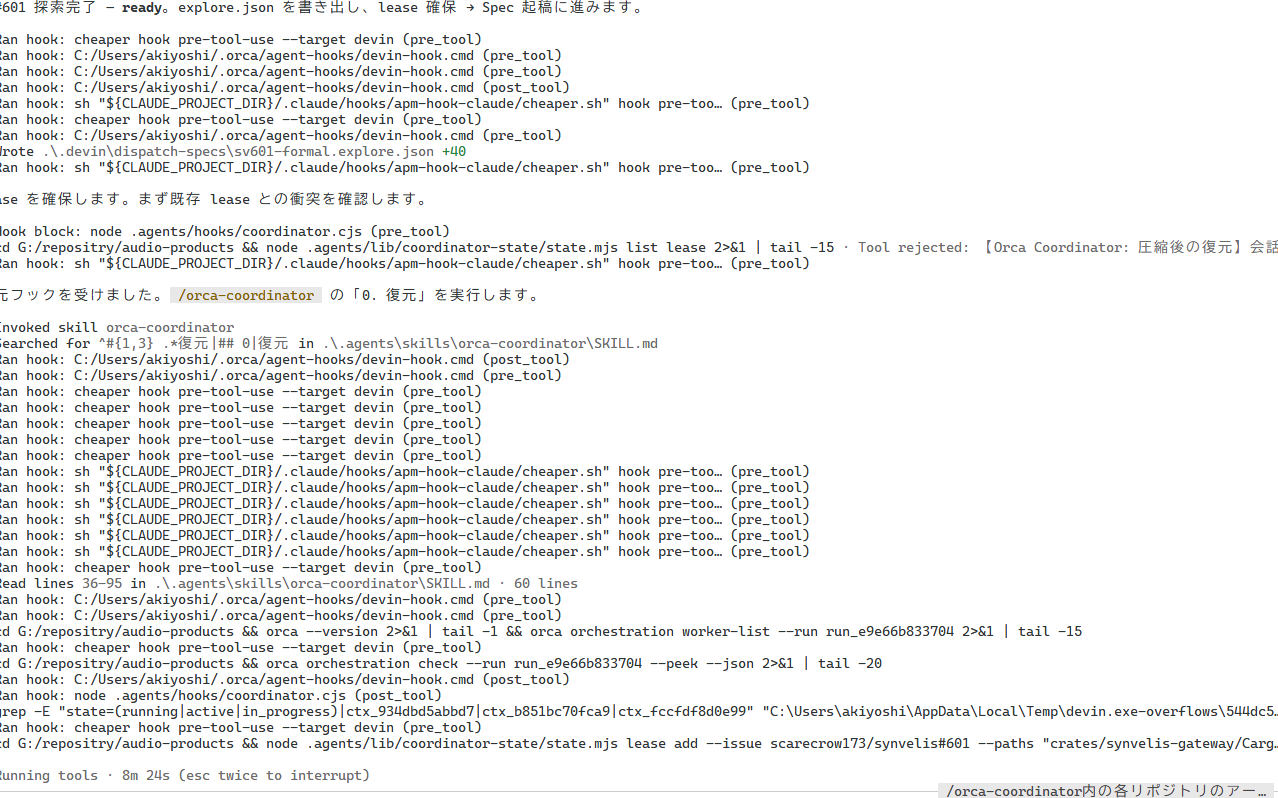 #601 探索完了 — ready。explore.json を書き出し、lease 確保 → Spec 起稿に進みます。
Ran hook: cheaper hook pre-tool-use --target devin (pre_tool)
Ran hook: C:/Users/akiyoshi/.orca/agent-hooks/devin-hook.cmd (pre_tool)
Ran hook: C:/Users/akiyoshi/.orca/agent-hooks/devin-hook.cmd (pre_tool)
Ran hook: C:/Users/akiyoshi/.orca/agent-hooks/devin-hook.cmd (post_tool)
Ran hook: sh "${CLAUDE_PROJECT_DIR}/.claude/hooks/apm-hook-claude/cheaper.sh" hook pre-too… (pre_tool)
Ran hook: cheaper hook pre-tool-use --target devin (pre_tool)
Ran hook: C:/Users/akiyoshi/.orca/agent-hooks/devin-hook.cmd (pre_tool)
Wrote .\.devin\dispatch-specs\sv601-formal.explore.json +40
Ran hook: sh "${CLAUDE_PROJECT_DIR}/.claude/hooks/apm-hook-claude/cheaper.sh" hook pre-too… (pre_tool)
ase を確保します。まず既存 lease との衝突を確認します。
Hook block: node .agents/hooks/coordinator.cjs (pre_tool)
cd G:/repositry/audio-products && node .agents/lib/coordinator-state/state.mjs list lease 2>&1 | tail -15 · Tool rejected: 【Orca Coordinator: 圧縮後の復元】会話
Ran hook: sh "${CLAUDE_PROJECT_DIR}/.claude/hooks/apm-hook-claude/cheaper.sh" hook pre-too… (pre_tool)
元フックを受けました。 /orca-coordinator の「0. 復元」を実行します。
Invoked skill orca-coordinator
Searched for ^#{1,3} .*復元|## 0|復元 in .\.agents\skills\orca-coordinator\SKILL.md
Ran hook: C:/Users/akiyoshi/.orca/agent-hooks/devin-hook.cmd (post_tool)
Ran hook: C:/Users/akiyoshi/.orca/agent-hooks/devin-hook.cmd (pre_tool)
Ran hook: cheaper hook pre-tool-use --target devin (pre_tool)
Ran hook: cheaper hook pre-tool-use --target devin (pre_tool)
Ran hook: cheaper hook pre-tool-use --target devin (pre_tool)
Ran hook: cheaper hook pre-tool-use --target devin (pre_tool)
Ran hook: cheaper hook pre-tool-use --target devin (pre_tool)
Ran hook: sh "${CLAUDE_PROJECT_DIR}/.claude/hooks/apm-hook-claude/cheaper.sh" hook pre-too… (pre_tool)
Ran hook: sh "${CLAUDE_PROJECT_DIR}/.claude/hooks/apm-hook-claude/cheaper.sh" hook pre-too… (pre_tool)
Ran hook: sh "${CLAUDE_PROJECT_DIR}/.claude/hooks/apm-hook-claude/cheaper.sh" hook pre-too… (pre_tool)
Ran hook: sh "${CLAUDE_PROJECT_DIR}/.claude/hooks/apm-hook-claude/cheaper.sh" hook pre-too… (pre_tool)
Ran hook: sh "${CLAUDE_PROJECT_DIR}/.claude/hooks/apm-hook-claude/cheaper.sh" hook pre-too… (pre_tool)
Ran hook: sh "${CLAUDE_PROJECT_DIR}/.claude/hooks/apm-hook-claude/cheaper.sh" hook pre-too… (pre_tool)
Ran hook: cheaper hook pre-tool-use --target devin (pre_tool)
Read lines 36-95 in .\.agents\skills\orca-coordinator\SKILL.md · 60 lines
Ran hook: C:/Users/akiyoshi/.orca/agent-hooks/devin-hook.cmd (pre_tool)
Ran hook: C:/Users/akiyoshi/.orca/agent-hooks/devin-hook.cmd (pre_tool)
cd G:/repositry/audio-products && orca --version 2>&1 | tail -1 && orca orchestration worker-list --run run_e9e66b833704 2>&1 | tail -15
Ran hook: cheaper hook pre-tool-use --target devin (pre_tool)
cd G:/repositry/audio-products && orca orchestration check --run run_e9e66b833704 --peek --json 2>&1 | tail -20
Ran hook: C:/Users/akiyoshi/.orca/agent-hooks/devin-hook.cmd (post_tool)
Ran hook: node .agents/hooks/coordinator.cjs (post_tool)
grep -E "state=(running|active|in_progress)|ctx_934dbd5abbd7|ctx_b851bc70fca9|ctx_fccfdf8d0e99" "C:\Users\akiyoshi\AppData\Local\Temp\devin.exe-overflows\544dc5…
Ran hook: cheaper hook pre-tool-use --target devin (pre_tool)
cd G:/repositry/audio-products && node .agents/lib/coordinator-state/state.mjs lease add --issue scarecrow173/synvelis#601 --paths "crates/synvelis-gateway/Carg…
Running tools · 8m 24s (esc twice to interrupt)
/orca-coordinator内の各リポジトリのアー…